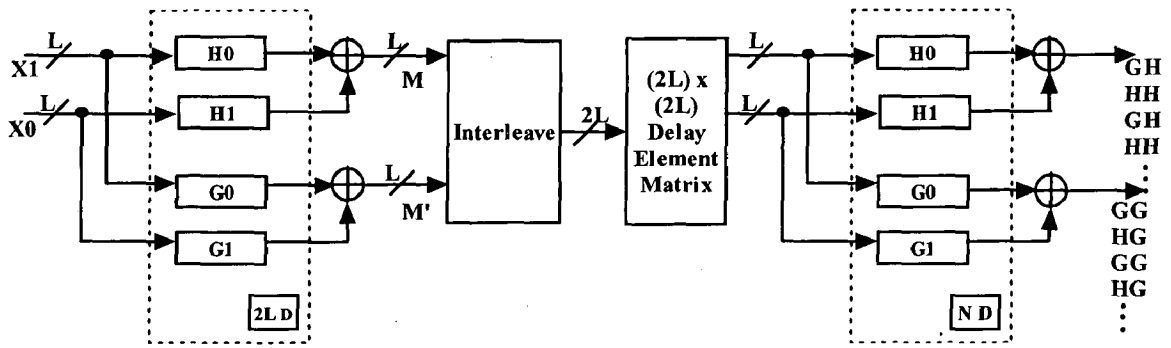 L
X1
H0
L
M
L
X0
H1
G0
L
M'
G1
2L D
Interleave
2L
(2L) x
(2L)
Delay
Element
Matrix
L
H0
L
H1
G0
G1
N D
GH
HH
GH
HH
⋮
GG
HG
GG
HG
⋮